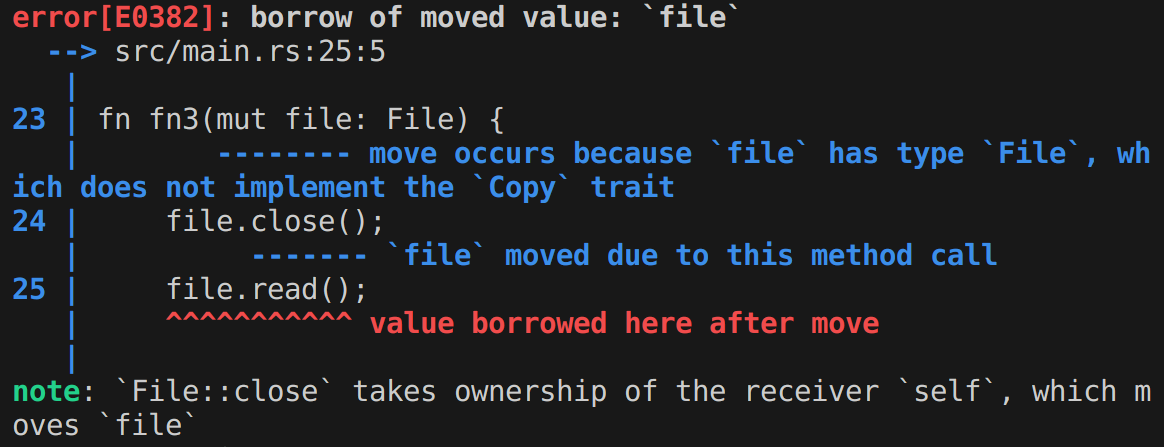 error[E0382]: borrow of moved value: `file`
  --> src/main.rs:25:5
   |
23 | fn fn3(mut file: File) {
   |        -------- move occurs because `file` has type `File`, wh
ich does not implement the `Copy` trait
24 |     file.close();
   |          ------- `file` moved due to this method call
25 |     file.read();
   |     ^^^^^^^^^^^ value borrowed here after move
   |
note: `File::close` takes ownership of the receiver `self`, which m
oves `file`